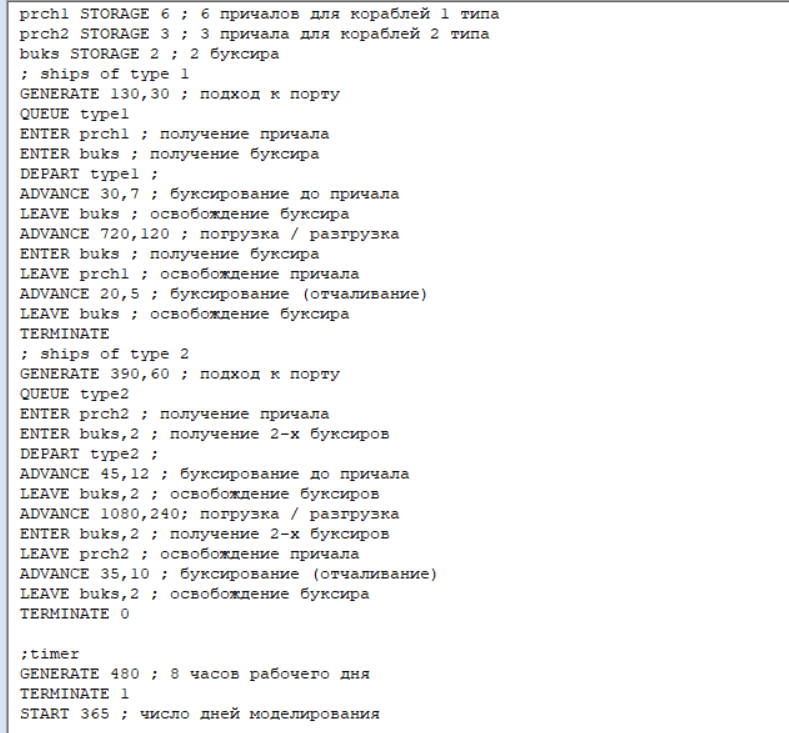 prch1 STORAGE 6 ; 6 причалов для кораблей 1 типа
prch2 STORAGE 3 ; 3 причала для кораблей 2 типа
buks STORAGE 2 ; 2 буксира
; ships of type 1
GENERATE 130,30 ; подход к порту
QUEUE type1
ENTER prch1 ; получение причала
ENTER buks ; получение буксира
DEPART type1 ;
ADVANCE 30,7 ; буксирование до причала
LEAVE buks ; освобождение буксира
ADVANCE 720,120 ; погрузка / разгрузка
ENTER buks ; получение буксира
LEAVE prch1 ; освобождение причала
ADVANCE 20,5 ; буксирование (отчаливание)
LEAVE buks ; освобождение буксира
TERMINATE
; ships of type 2
GENERATE 390,60 ; подход к порту
QUEUE type2
ENTER prch2 ; получение причала
ENTER buks,2 ; получение 2-х буксиров
DEPART type2 ;
ADVANCE 45,12 ; буксирование до причала
LEAVE buks,2 ; освобождение буксиров
ADVANCE 1080,240; погрузка / разгрузка
ENTER buks,2 ; получение 2-х буксиров
LEAVE prch2 ; освобождение причала
ADVANCE 35,10 ; буксирование (отчаливание)
LEAVE buks,2 ; освобождение буксира
TERMINATE 0
;timer
GENERATE 480 ; 8 часов рабочего дня
TERMINATE 1
START 365 ; число дней моделирования